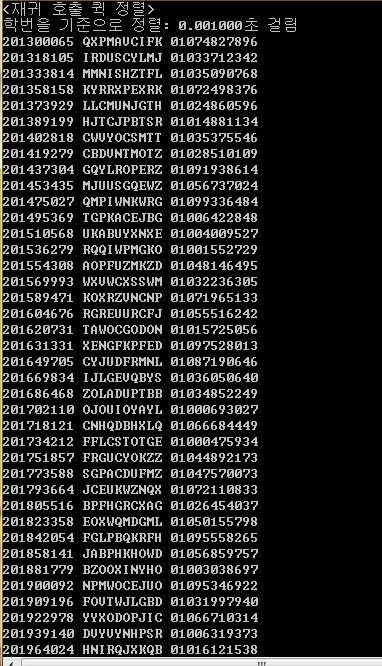 <재귀 호출 퀵 정렬>
학번을 기준으로 정렬: 0.001000초 걸림
201300065 QXPMAUCIFK 01074827896
201318105 IRDUSCYLMJ 01033712342
201333814 MMNISHZTFL 01035090768
201358158 KYRRXPEXRK 01072498376
201373929 LLCMUNJGTH 01024860596
201389199 HJTCJPBTSR 01014881134
201402818 CWUYOCSMTT 01035375546
201419279 CBDUNTMOTZ 01028510109
201437304 GQYLROPERZ 01091938614
201453435 MJUUSGQEWZ 01056737024
201475027 QMPIWNKWRG 01099336484
201495369 TGPKACEJBG 01006422848
201510568 UKABUYXNXE 01004009527
201536279 RQQIWPMGKO 01001552729
201554308 AOPFUZMKZD 01048146495
201569993 WXUWCXSSWM 01032236305
201589471 KOXRZUNCNP 01071965133
201604676 RGREUURCFJ 01055516242
201620731 TAWOCGODON 01015725056
201631331 XENGFKPFED 01097528013
201649705 CYJUDFRMNL 01087190646
201669834 IJLGEUQBYS 01036050640
201686468 ZOLADUPTBB 01034852249
201702110 OJOUIOYAYL 01000693027
201718121 CNHQDBHXLQ 01066684449
201734212 FFLCSTOTGE 01000475934
201751857 FRGUCYOKZZ 01044892173
201773588 SGPACDUFMZ 01047570073
201793664 JCEUKWZNQX 01072110833
201805516 BPFHGRCXAG 01026454037
201823358 EOXWQMDGML 01050155798
201842054 FGLPBQKRFH 01095558265
201858141 JABPHKHOWD 01056859757
201881779 BZOOXINYHO 01003038697
201900092 NPMWOCEJUO 01095346922
201909196 FOUTWJLGBD 01031997940
201922978 YYXODOPJIC 01066710314
201939140 DUYUYNHPSR 01006319373
201964024 HNIRQJXKQB 01016121538